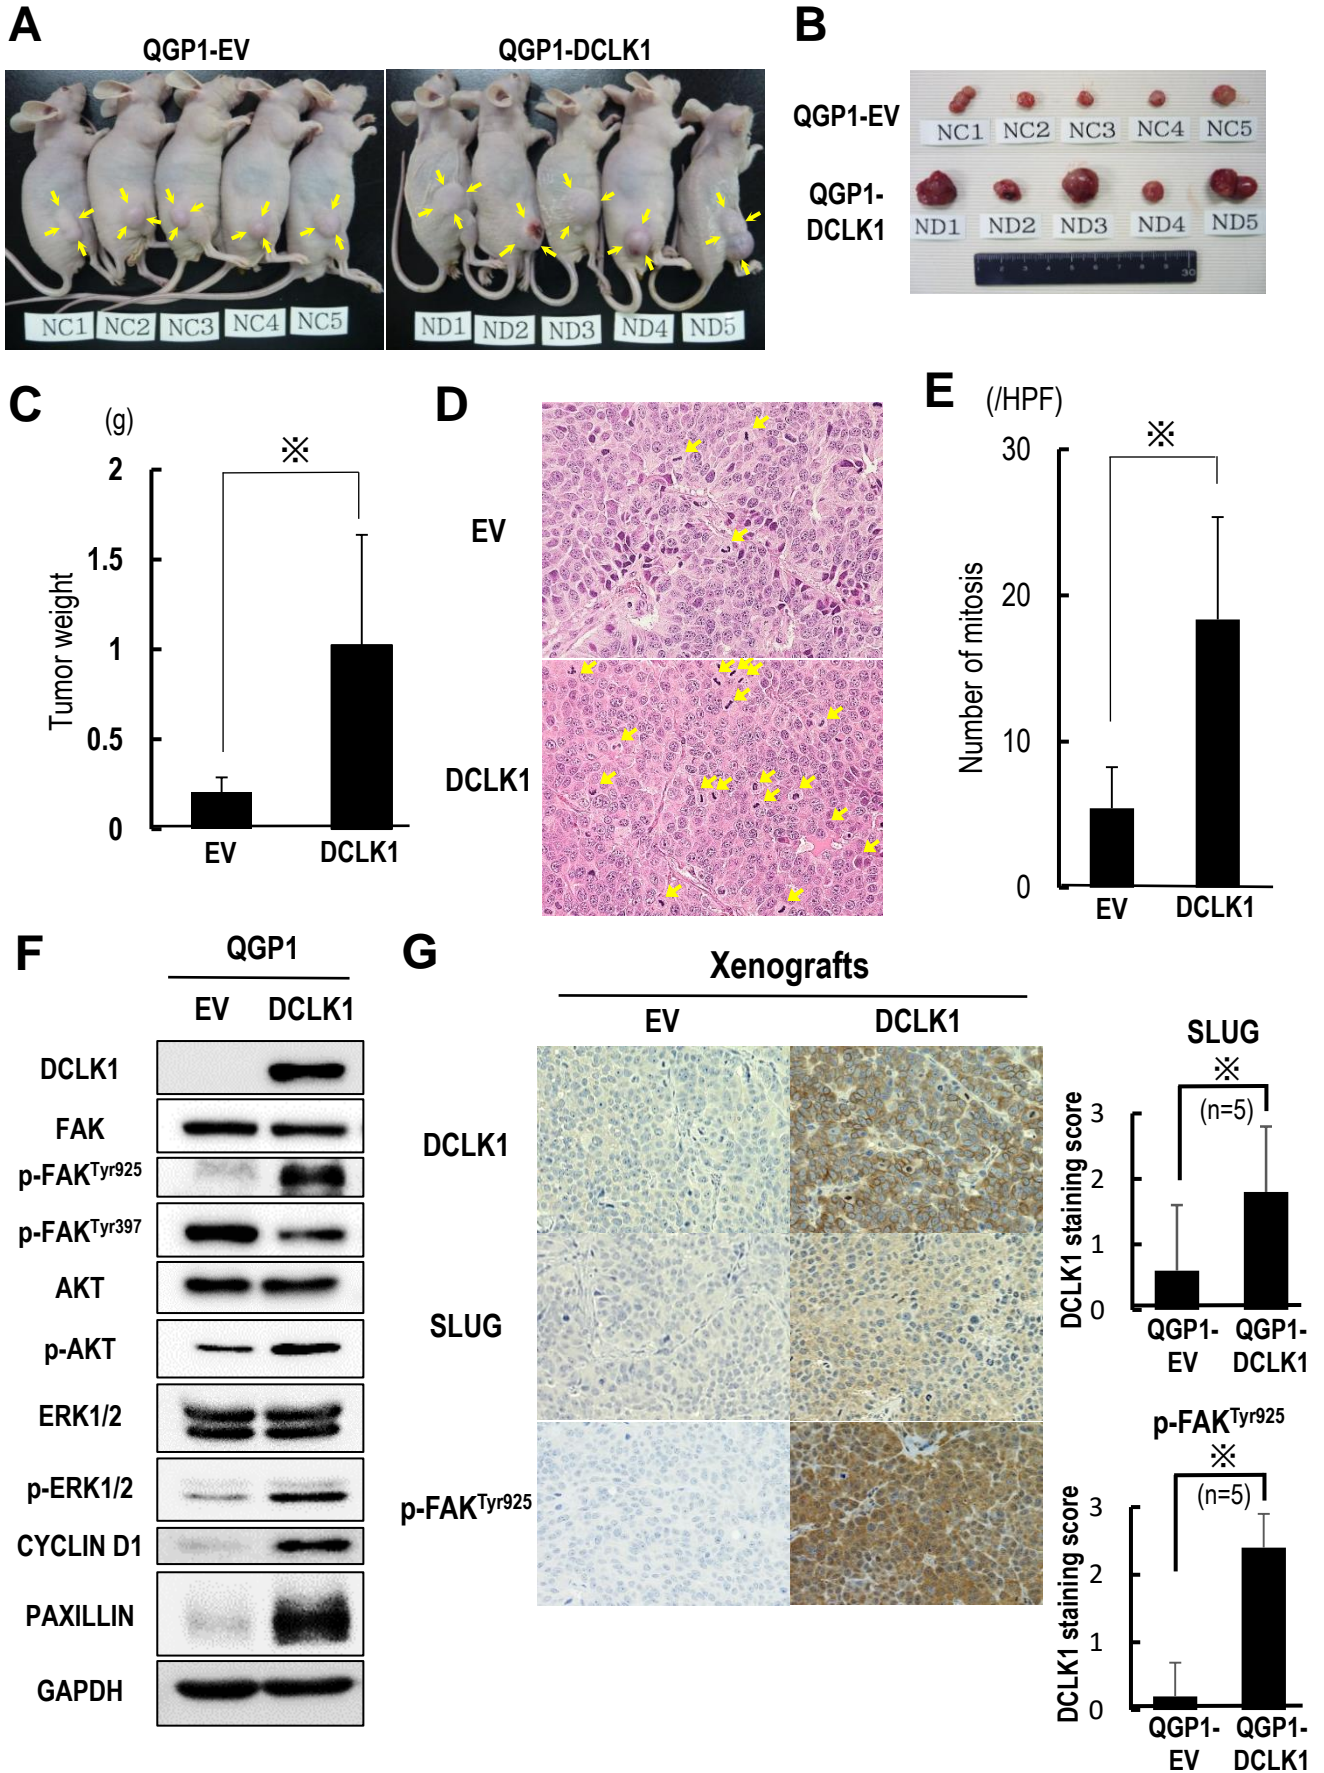 A
QGP1-EV
QGP1-DCLK1
NC1 NC2 NC3 NC4 NC5
ND1 ND2 ND3 ND4 ND5
B
QGP1-EV
NC1 NC2 NC3 NC4 NC5
QGP1-
DCLK1
ND1 ND2 ND3 ND4 ND5
30
C
(g)
※
2
1.5
1
0.5
0
Tumor weight
EV DCLK1
D
EV
DCLK1
E
(/HPF)
※
30
20
10
0
Number of mitosis
EV DCLK1
F
QGP1
EV DCLK1
DCLK1
FAK
p-FAKTyr925
p-FAKTyr397
AKT
p-AKT
ERK1/2
p-ERK1/2
CYCLIN D1
PAXILLIN
GAPDH
G
Xenografts
EV DCLK1
DCLK1
SLUG
p-FAKTyr925
SLUG
※
(n=5)
3
2
1
0
DCLK1 staining score
QGP1- QGP1-
EV DCLK1
p-FAKTyr925
※
(n=5)
3
2
1
0
DCLK1 staining score
QGP1- QGP1-
EV DCLK1